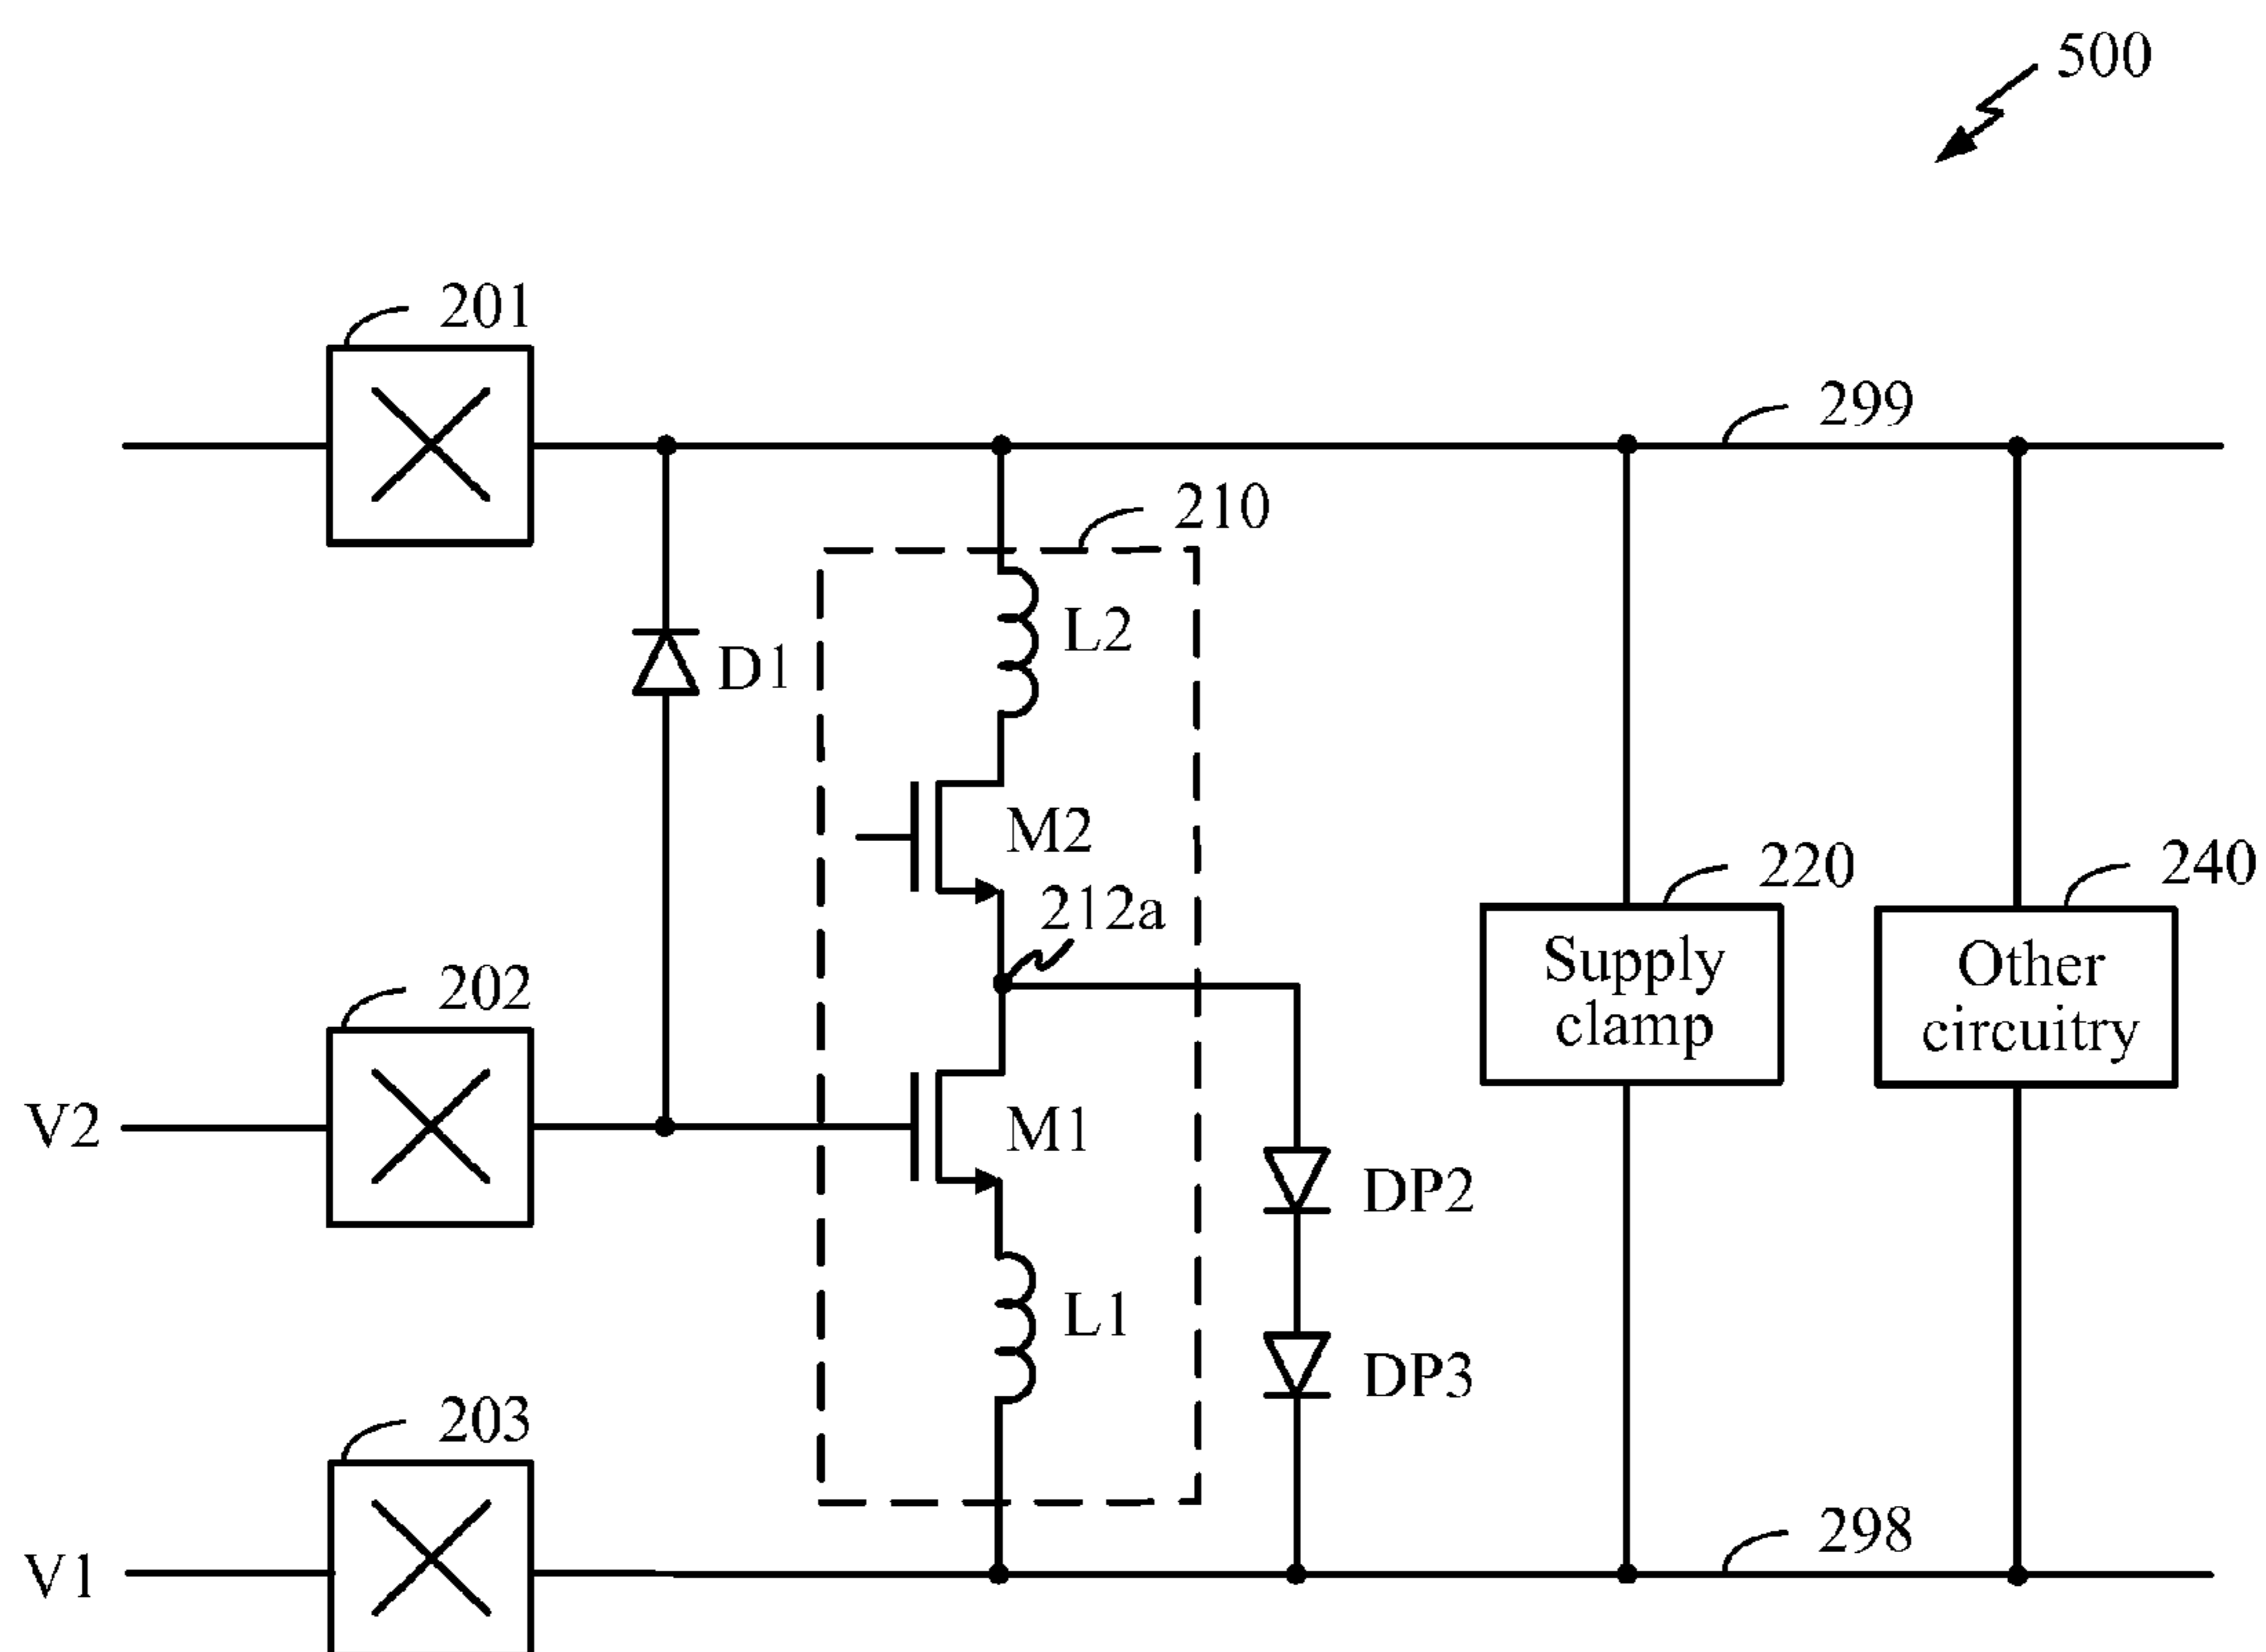 500
201
299
210
L2
D1
M2
212a
220
240
Supply
clamp
Other
circuitry
202
V2
M1
DP2
L1
DP3
203
298
V1